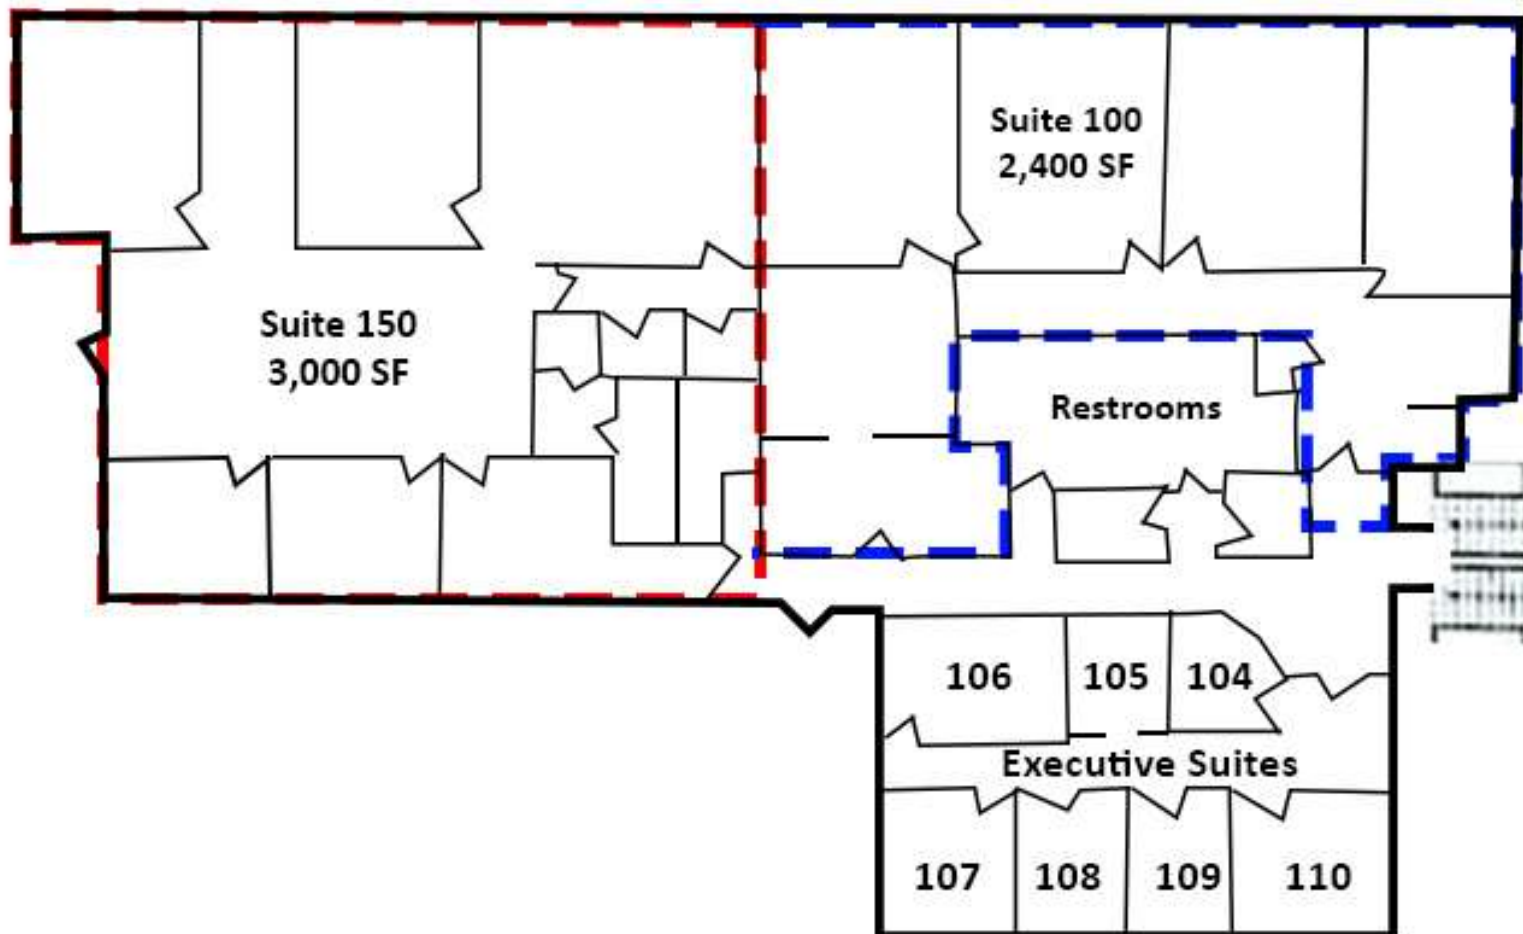 Suite 100
2,400 SF
Suite 150
3,000 SF
Restrooms
106
105
104
Executive Suites
107
108
109
110